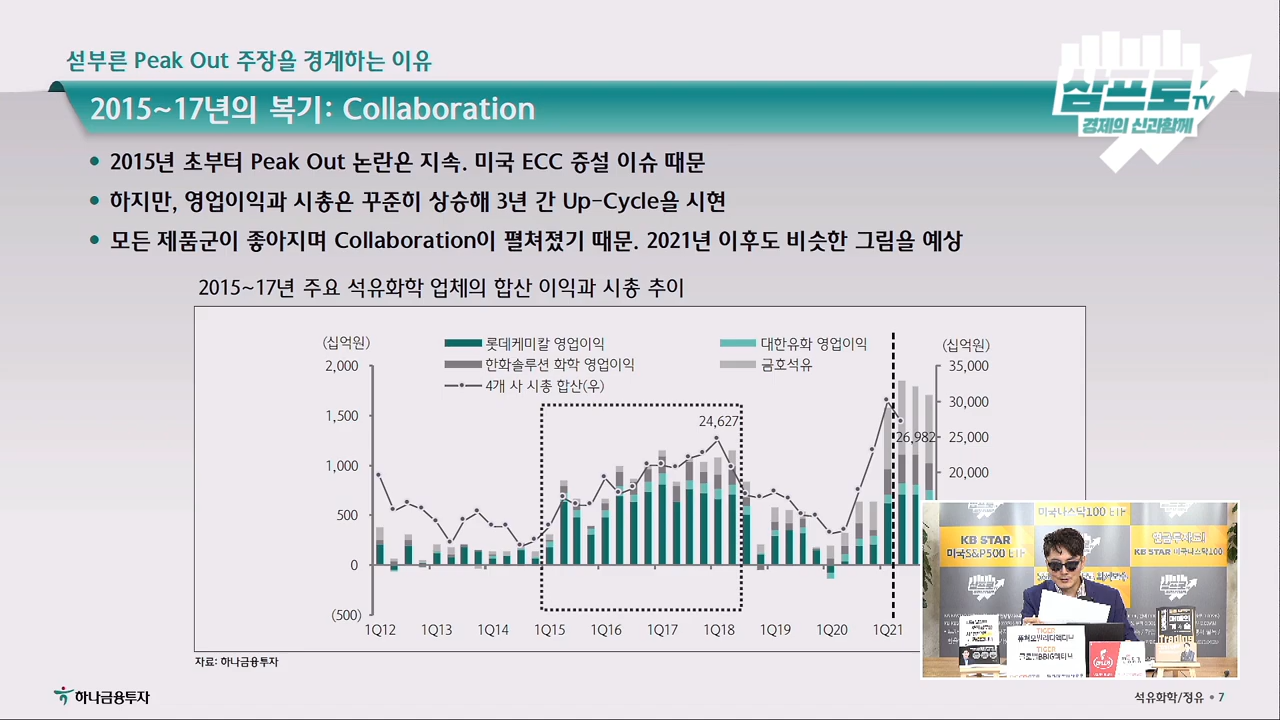 섣부른 Peak Out 주장을 경계하는 이유
2015~17년의 복기: Collaboration
삼프로TV
경제의 신과함께
• 2015년 초부터 Peak Out 논란은 지속. 미국 ECC 증설 이슈 때문
• 하지만, 영업이익과 시총은 꾸준히 상승해 3년 간 Up-Cycle을 시현
• 모든 제품군이 좋아지며 Collaboration이 펼쳐졌기 때문. 2021년 이후도 비슷한 그림을 예상
2015~17년 주요 석유화학 업체의 합산 이익과 시총 추이
(십억원) 롯데케미칼 영업이익 대한유화 영업이익 (십억원)
한화솔루션 화학 영업이익 금호석유
4개 사 시총 합산(우)
2,000 35,000
30,000
1,500
24,627
26,982 25,000
1,000 20,000
500
0
(500)
1Q12 1Q14 1Q15 1Q16 1Q17 1Q18 1Q19 1Q20 1Q21
미국나스닥100 ETF
KB STAR
미국S&P500 ETF
KB STAR 미국나스닥100
TIGER
TIGER
자료: 하나금융투자
하나금융투자
석유화학/정유 • 7